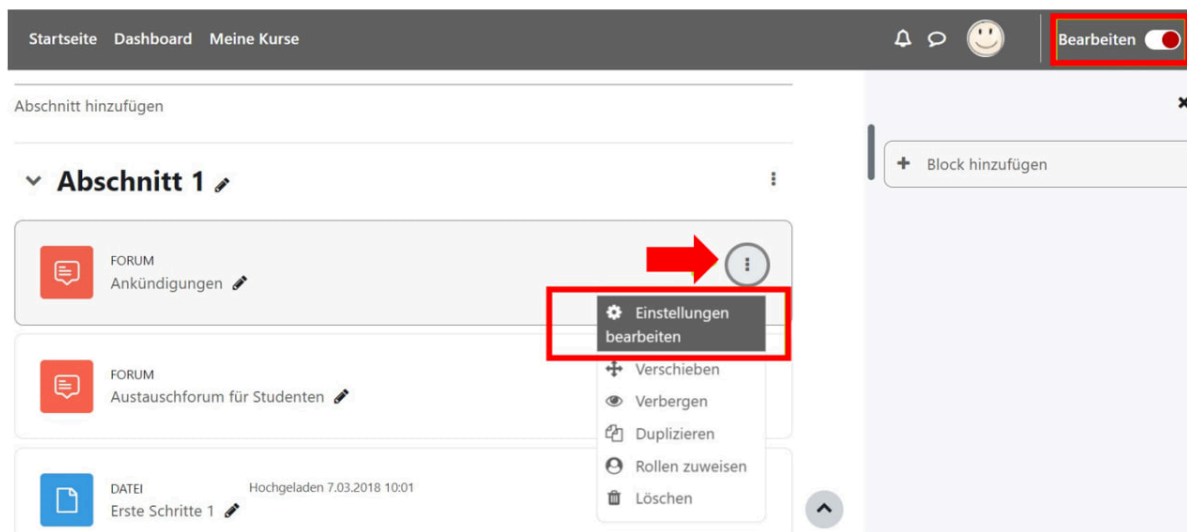 Startseite Dashboard Meine Kurse
Bearbeiten
Abschnitt hinzufügen
Block hinzufügen
Abschnitt 1
FORUM
Ankündigungen
Einstellungen
bearbeiten
Verschieben
Verbergen
Duplizieren
Rollen zuweisen
Löschen
FORUM
Austauschforum für Studenten
DATEI
Hochgeladen 7.03.2018 10:01
Erste Schritte 1